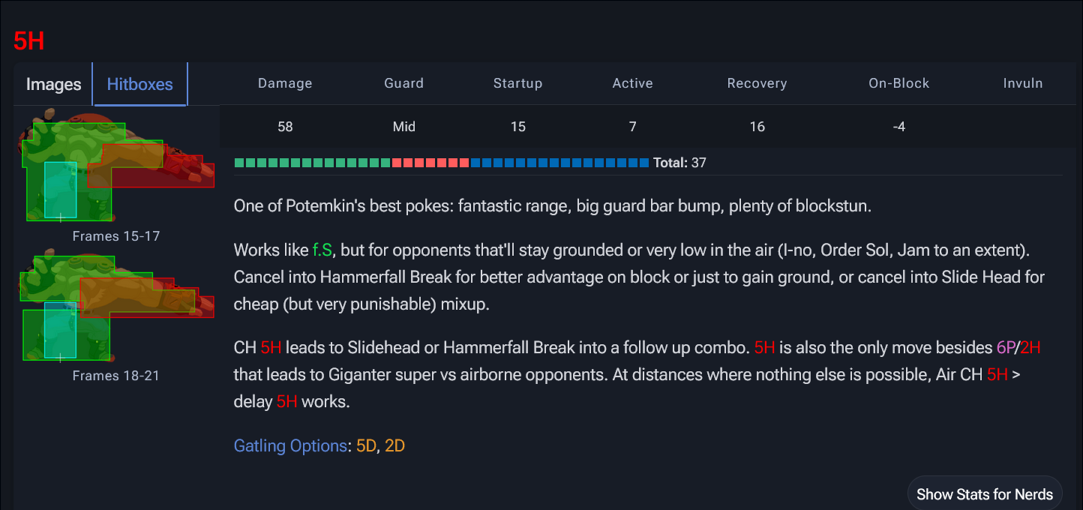 5H
Images Hitboxes Damage Guard Startup Active Recovery On-Block Invuln
58 Mid 15 7 16 -4
Total: 37
Frames 15-17
Frames 18-21
One of Potemkin's best pokes: fantastic range, big guard bar bump, plenty of blockstun.
Works like f.S, but for opponents that'll stay grounded or very low in the air (I-no, Order Sol, Jam to an extent).
Cancel into Hammerfall Break for better advantage on block or just to gain ground, or cancel into Slide Head for
cheap (but very punishable) mixup.
CH 5H leads to Slidehead or Hammerfall Break into a follow up combo. 5H is also the only move besides 6P/2H
that leads to Giganter super vs airborne opponents. At distances where nothing else is possible, Air CH 5H >
delay 5H works.
Gatling Options: 5D, 2D
Show Stats for Nerds